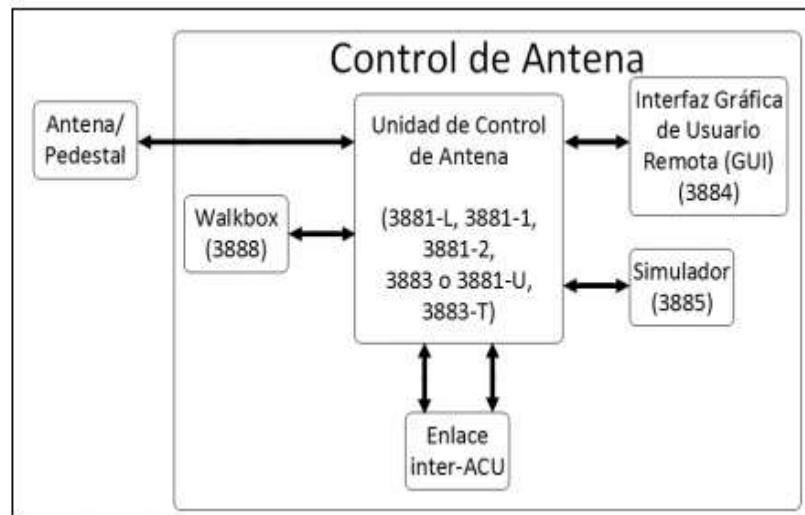 Control de Antena
Antena/
Pedestal
Unidad de Control
de Antena
(3881-L, 3881-1,
3881-2,
3883 o 3881-U,
3883-T)
Interfaz Gráfica
de Usuario
Remota (GUI)
(3884)
Walkbox
(3888)
Simulador
(3885)
Enlace
inter-ACU